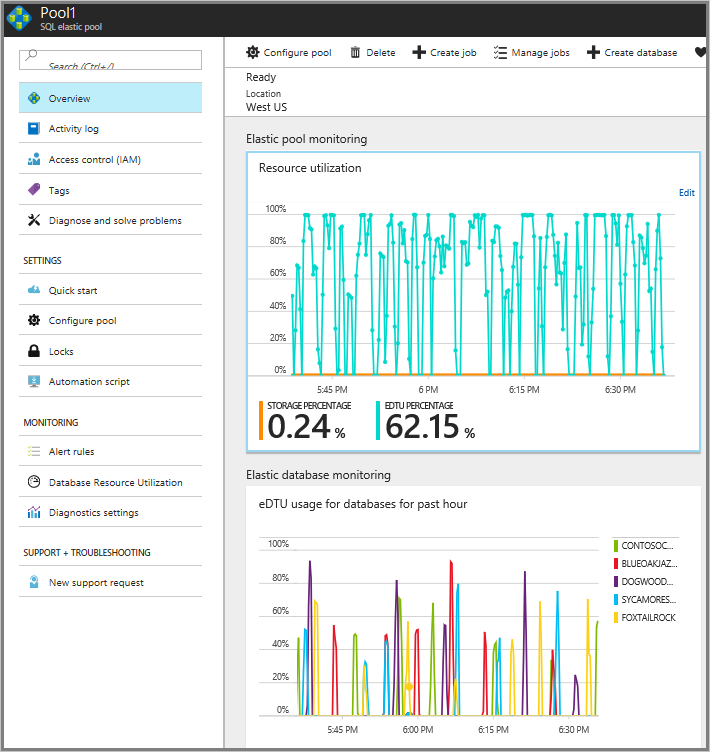 Pool1
SQL elastic pool
Search (Ctrl+/)
Overview
Activity log
Access control (IAM)
Tags
Diagnose and solve problems
SETTINGS
Quick start
Configure pool
Locks
Automation script
MONITORING
Alert rules
Database Resource Utilization
Diagnostics settings
SUPPORT + TROUBLESHOOTING
New support request
Configure pool Delete Create job Manage jobs Create database
Ready
Location
West US
Elastic pool monitoring
Resource utilization
Edit
100%
80%
60%
40%
20%
0%
5:45 PM 6 PM 6:15 PM 6:30 PM
STORAGE PERCENTAGE EDTU PERCENTAGE
0.24 % 62.15 %
Elastic database monitoring
eDTU usage for databases for past hour
100%
80%
60%
40%
20%
0%
5:45 PM 6:00 PM 6:15 PM 6:30 PM
CONTOSOC...
BLUEOAKJAZ...
DOGWOOD...
SYCAMORES...
FOXTAILROCK